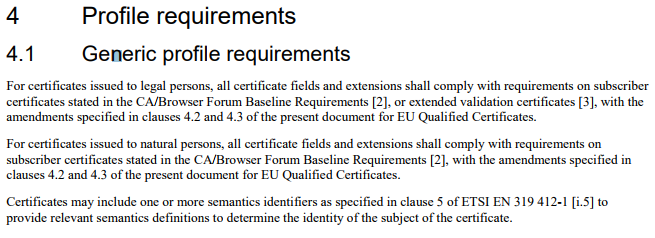 4 Profile requirements
4.1 Generic profile requirements
For certificates issued to legal persons, all certificate fields and extensions shall comply with requirements on subscriber
certificates stated in the CA/Browser Forum Baseline Requirements [2], or extended validation certificates [3], with the
amendments specified in clauses 4.2 and 4.3 of the present document for EU Qualified Certificates.
For certificates issued to natural persons, all certificate fields and extensions shall comply with requirements on
subscriber certificates stated in the CA/Browser Forum Baseline Requirements [2], with the amendments specified in
clauses 4.2 and 4.3 of the present document for EU Qualified Certificates.
Certificates may include one or more semantics identifiers as specified in clause 5 of ETSI EN 319 412-1 [i.5] to
provide relevant semantics definitions to determine the identity of the subject of the certificate.